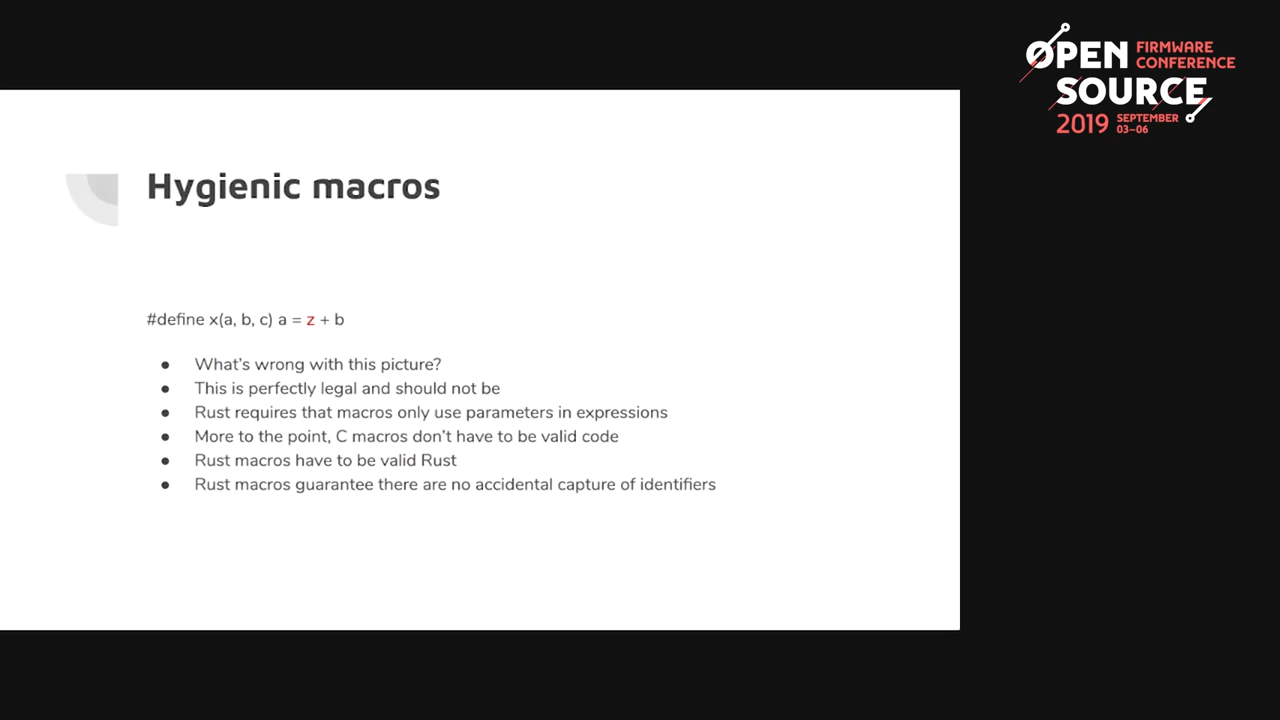 ØPEN FIRMWARE CONFERENCE
SOURCE
2019 SEPTEMBER 03–06
Hygienic macros
#define x(a, b, c) a = z + b
● What's wrong with this picture?
● This is perfectly legal and should not be
● Rust requires that macros only use parameters in expressions
● More to the point, C macros don't have to be valid code
● Rust macros have to be valid Rust
● Rust macros guarantee there are no accidental capture of identifiers